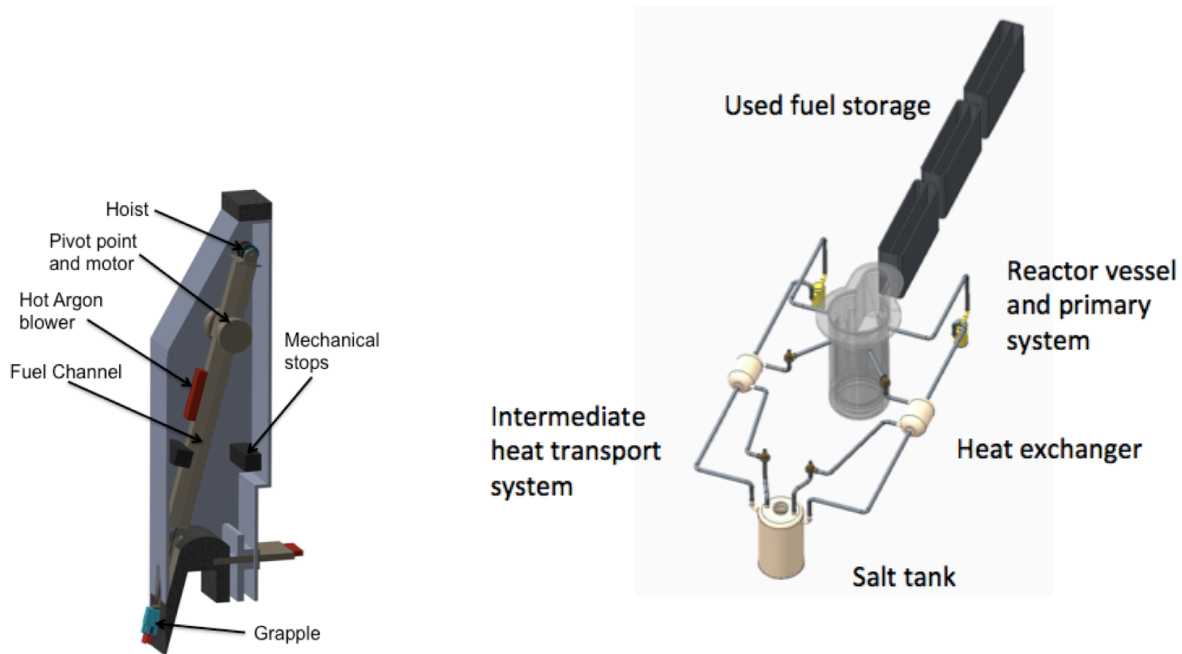 Hoist
Pivot point
and motor
Hot Argon
blower
Fuel Channel
Mechanical
stops
Grapple
Used fuel storage
Reactor vessel
and primary
system
Intermediate
heat transport
system
Heat exchanger
Salt tank